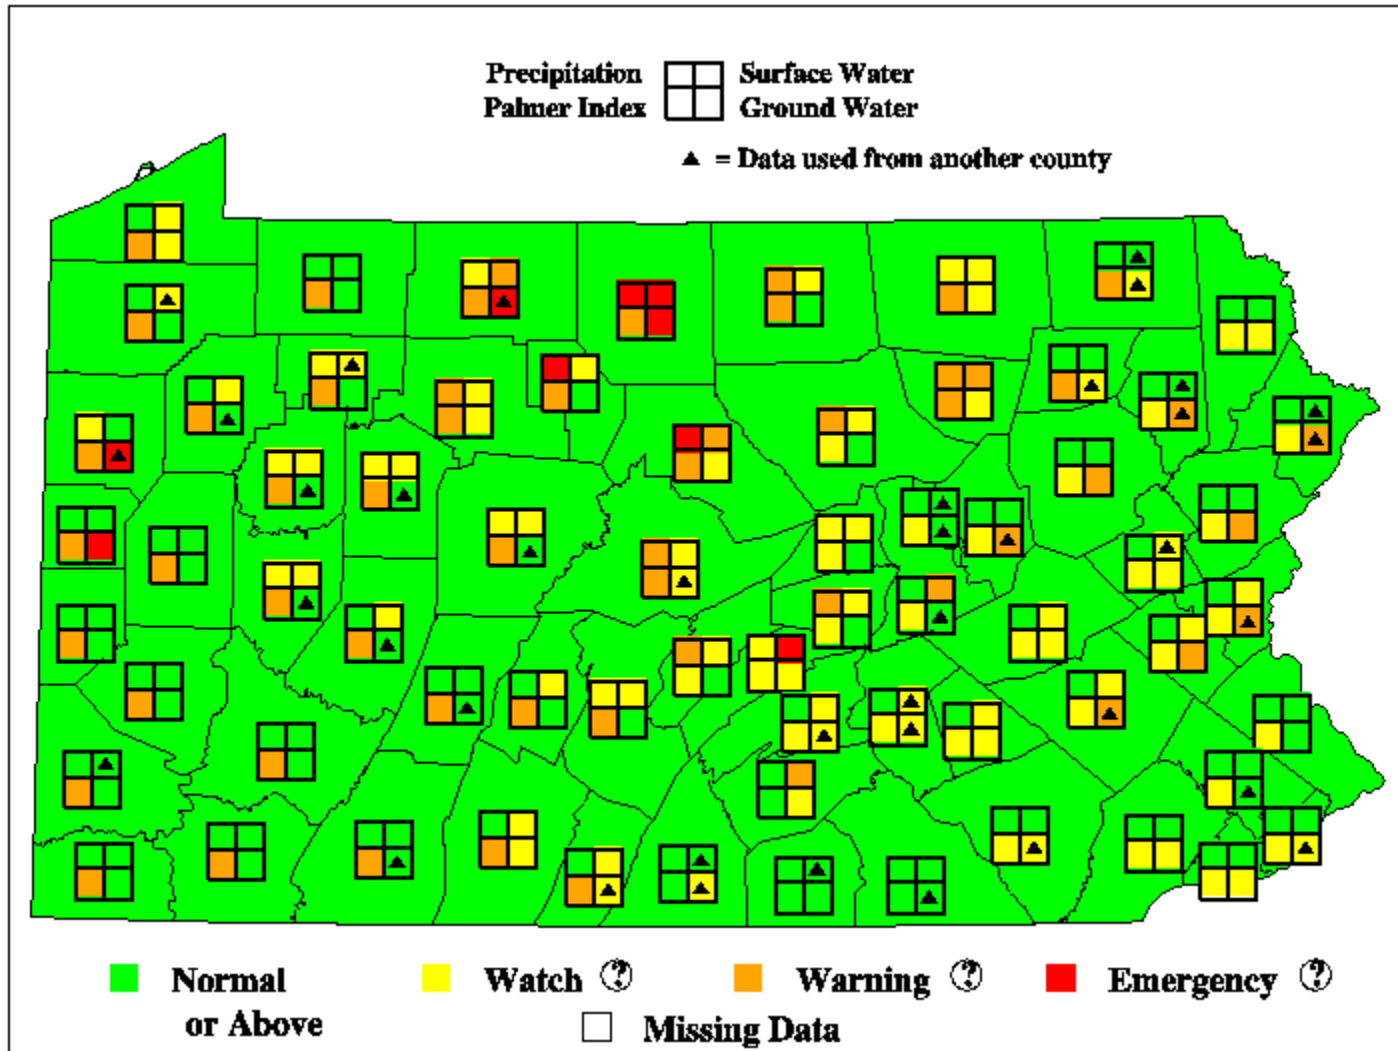 Precipitation Surface Water
Palmer Index Ground Water
▲ = Data used from another county
Normal or Above
Watch ?
Warning ?
Emergency ?
Missing Data